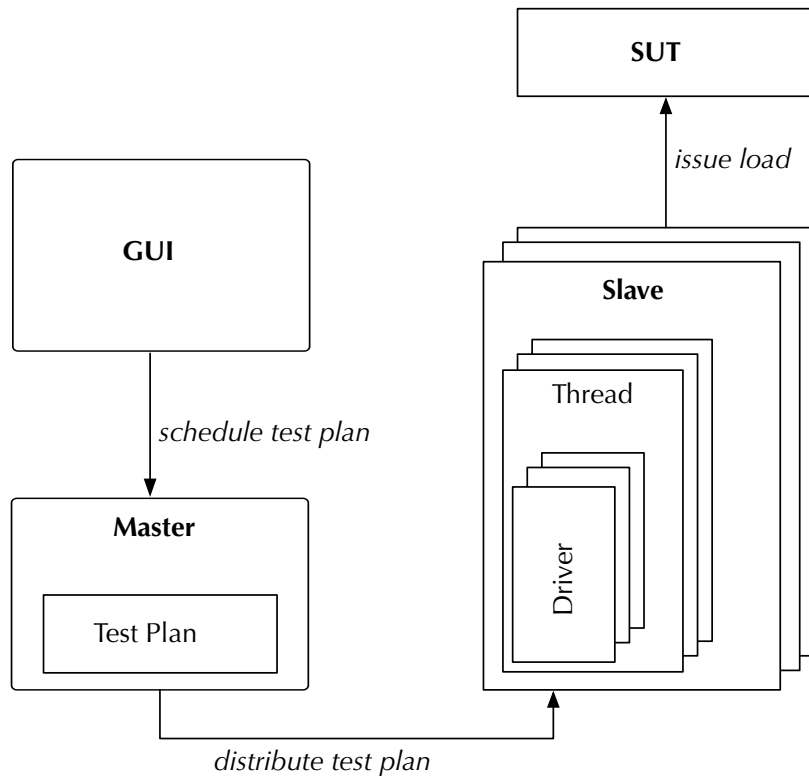 SUT
issue load
GUI
Slave
Thread
schedule test plan
Master
Driver
Test Plan
distribute test plan